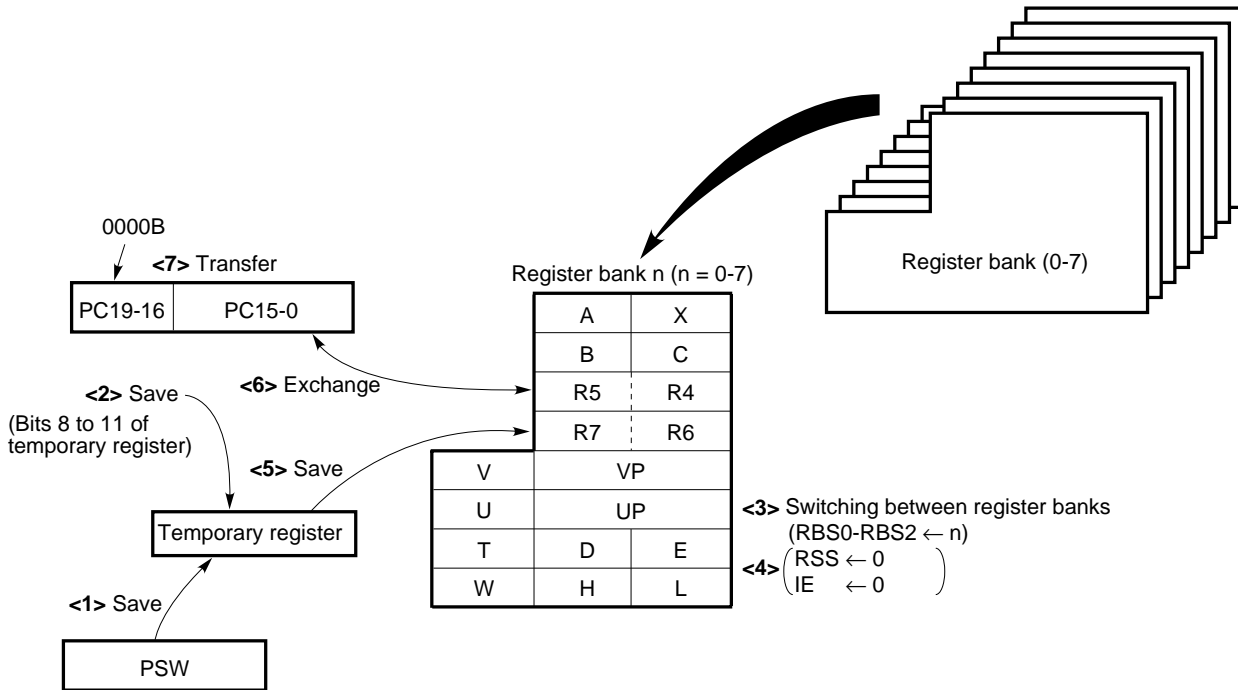 0000B
<7> Transfer
PC19-16 PC15-0
<6> Exchange
<2> Save
(Bits 8 to 11 of
temporary register)
<5> Save
Temporary register
<1> Save
PSW
Register bank n (n = 0-7)
A X
B C
R5 R4
R7 R6
V VP
U UP
T D E
W H L
<3> Switching between register banks
(RBS0-RBS2 ← n)
<4> (RSS ← 0
IE ← 0)
Register bank (0-7)